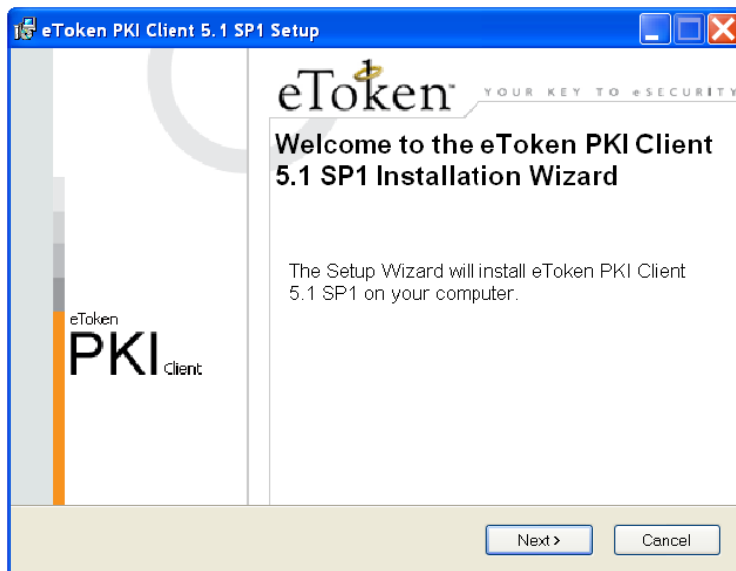 eToken PKI Client 5.1 SP1 Setup
eToken™ YOUR KEY TO eSECURITY
Welcome to the eToken PKI Client
5.1 SP1 Installation Wizard
The Setup Wizard will install eToken PKI Client
5.1 SP1 on your computer.
eToken
PKI Client
Next >
Cancel